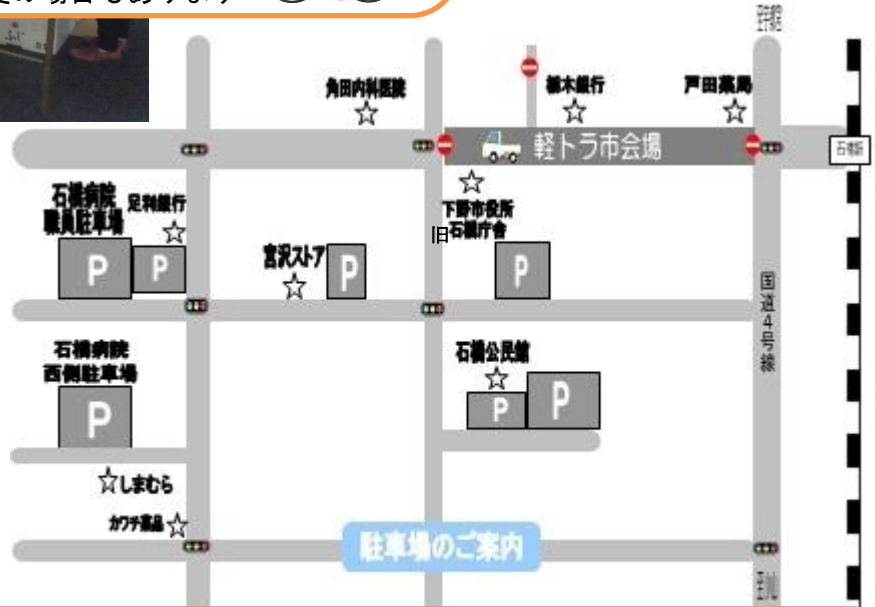 角田内科医院
栃木銀行
戸田薬局
軽トラ市会場
石橋駅
石橋病院
職員駐車場
足利銀行
P
P
宮沢ストア
P
下野市役所
旧石橋庁舎
P
国道4号線
石橋病院
西側駐車場
P
石橋公民館
P
P
しまむら
カワチ薬品
駐車場のご案内